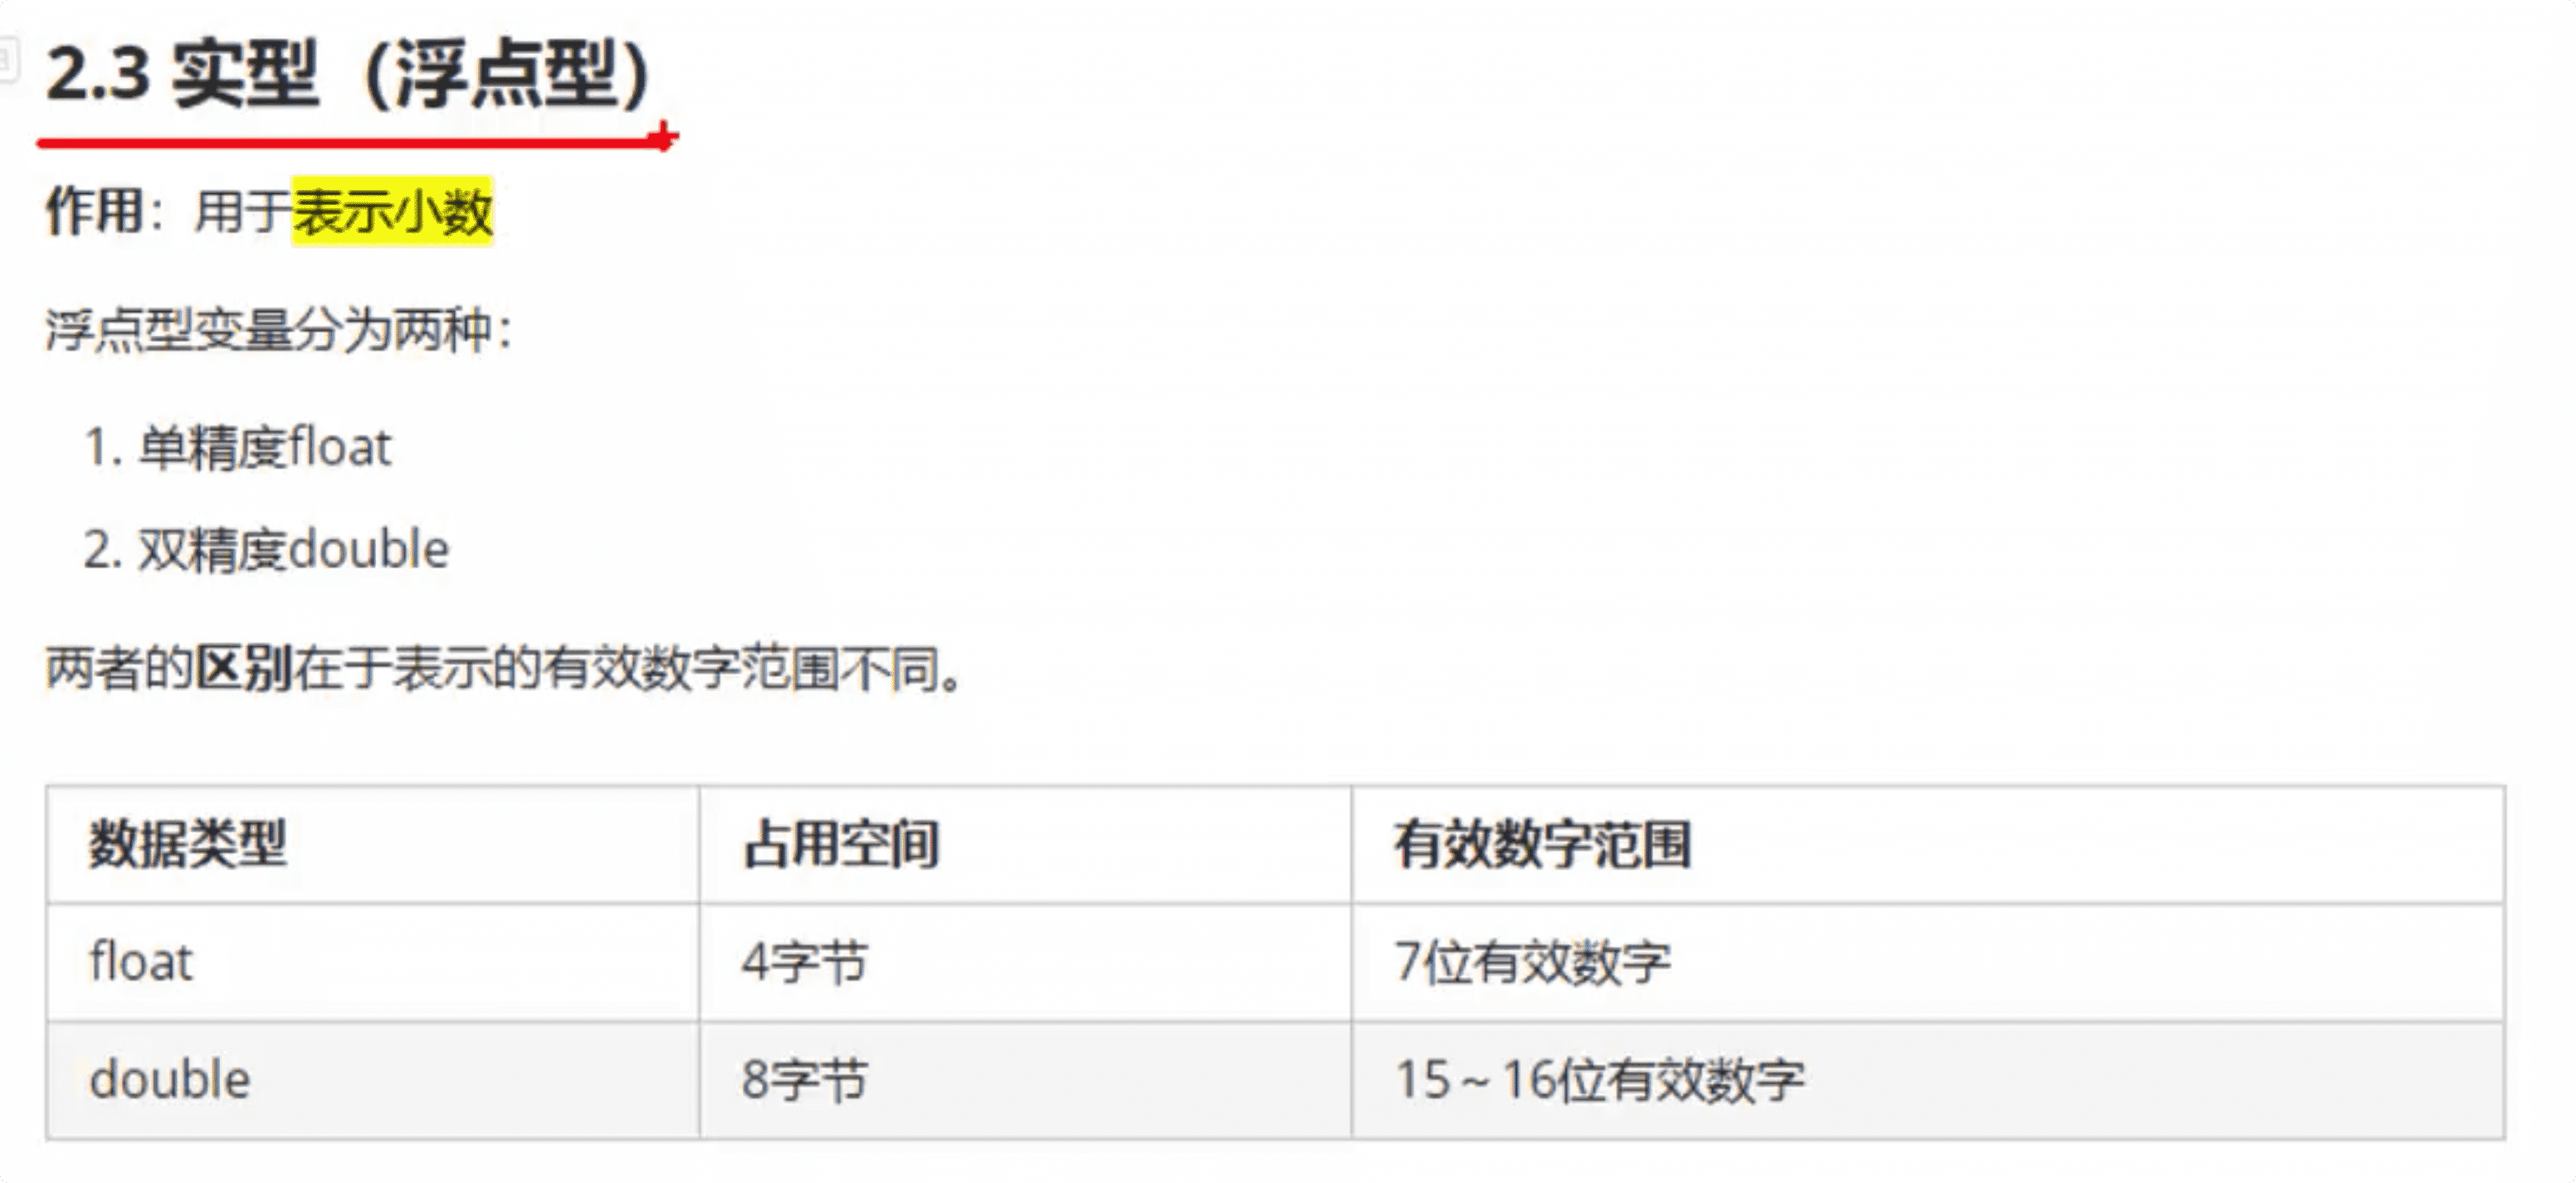 2.3 实型（浮点型）
作用：用于表示小数
浮点型变量分为两种：
1. 单精度float
2. 双精度double
两者的区别在于表示的有效数字范围不同。
数据类型 占用空间 有效数字范围
float 4字节 7位有效数字
double 8字节 15～16位有效数字